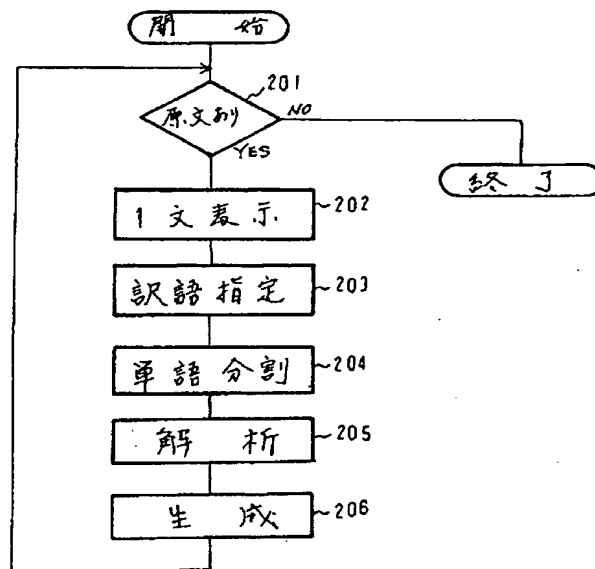 開始
201
原文あり
NO
YES
終了
1文表示
202
訳語指定
203
単語分割
204
解析
205
生成
206